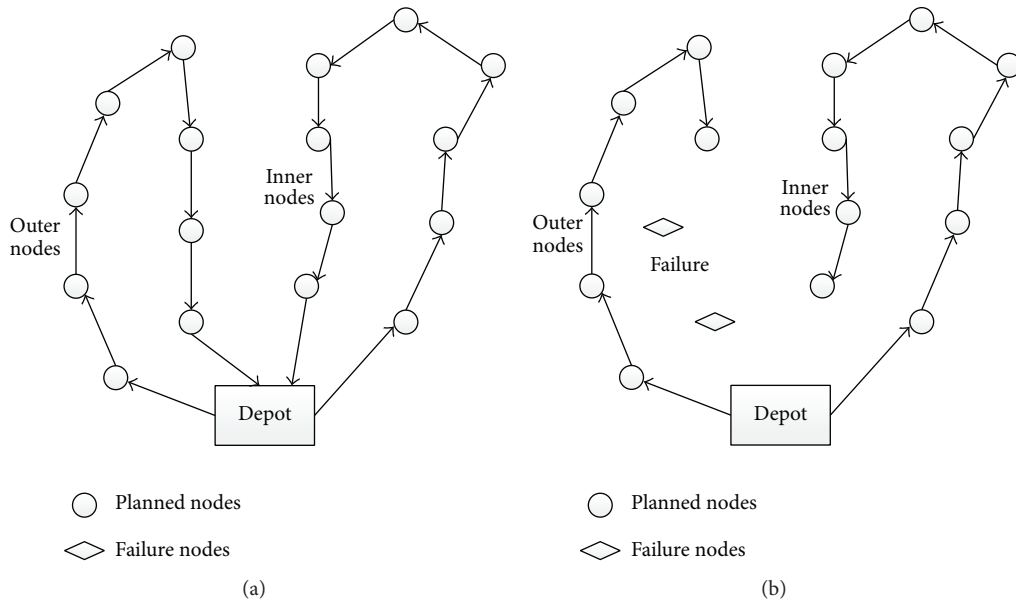 Outer
nodes
Inner
nodes
Depot
Planned nodes
Failure nodes
(a)
Outer
nodes
Inner
nodes
Failure
Depot
Planned nodes
Failure nodes
(b)